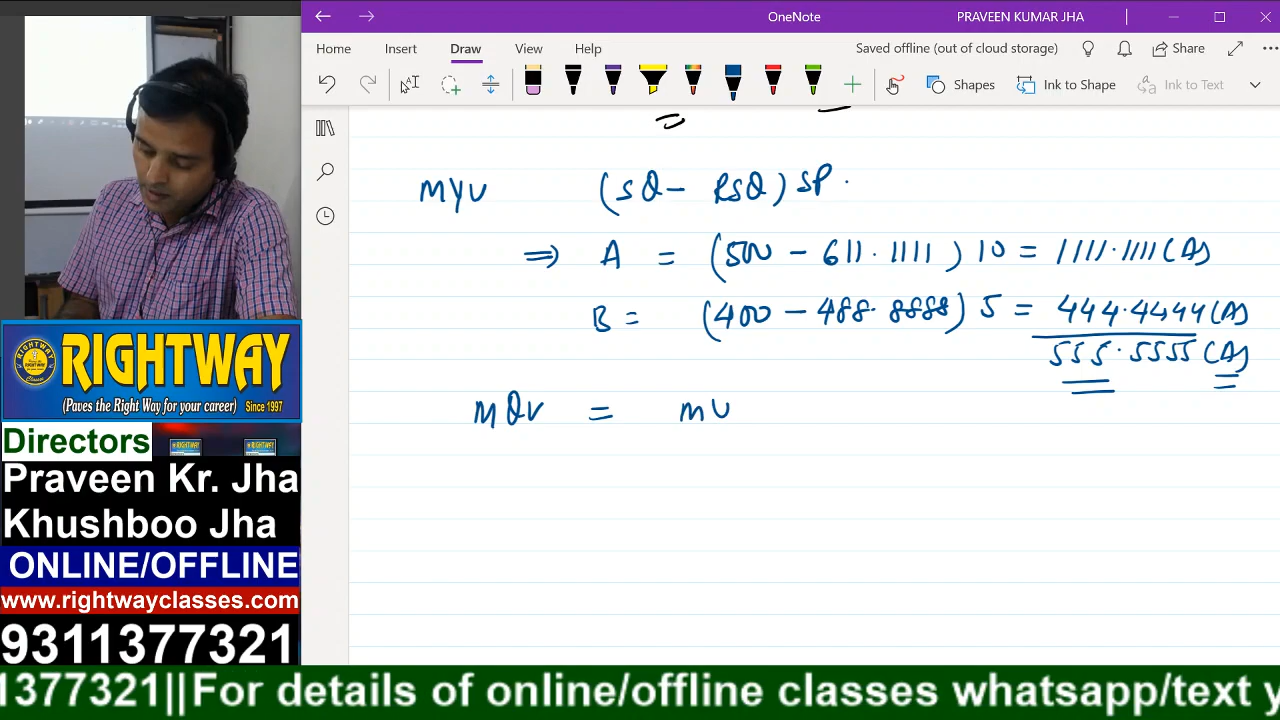 OneNote
PRAVEEN KUMAR JHA
Home Insert Draw View Help
Saved offline (out of cloud storage)
Share
Shapes
Ink to Shape
Ink to Text
MYV (SQ - RSQ) SP.
⇒ A = (500 - 611.1111) 10 = 1111.1111 (A)
B = (400 - 488.8888) 5 = 444.4444 (A)
555.5555 (A)
MQV = MU
RIGHTWAY
(Paves the Right Way for your career) Since 1997
Directors
Praveen Kr. Jha
Khushboo Jha
ONLINE/OFFLINE
www.rightwayclasses.com
9311377321
1377321||For details of online/offline classes whatsapp/text y